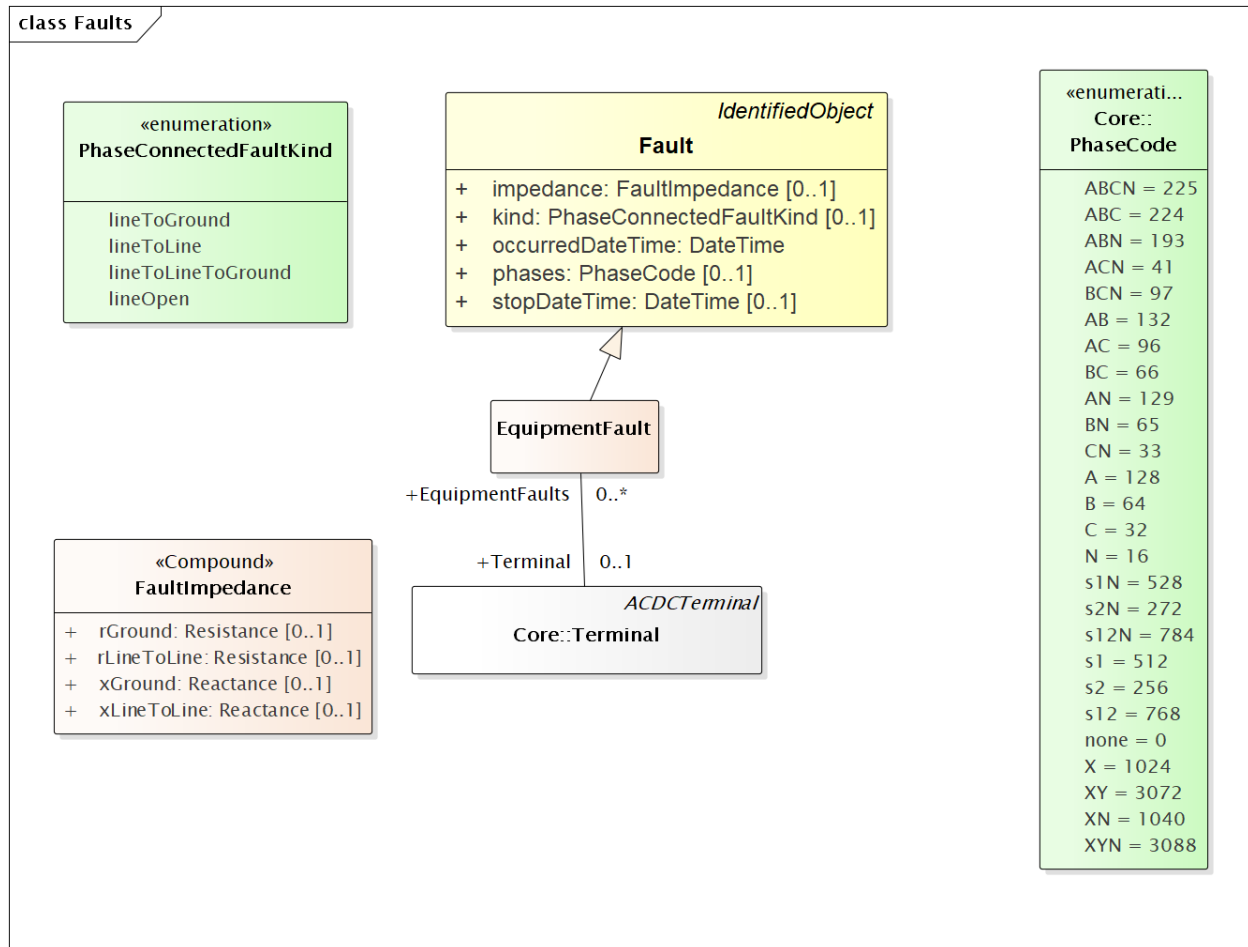 class Faults
«enumeration»
PhaseConnectedFaultKind
lineToGround
lineToLine
lineToLineToGround
lineOpen
IdentifiedObject
Fault
+ impedance: FaultImpedance [0..1]
+ kind: PhaseConnectedFaultKind [0..1]
+ occurredDateTime: DateTime
+ phases: PhaseCode [0..1]
+ stopDateTime: DateTime [0..1]
EquipmentFault
+EquipmentFaults 0..*
+Terminal 0..1
ACDCTerminal
Core::Terminal
«Compound»
FaultImpedance
+ rGround: Resistance [0..1]
+ rLineToLine: Resistance [0..1]
+ xGround: Reactance [0..1]
+ xLineToLine: Reactance [0..1]
«enumerati...
Core::
PhaseCode
ABCN = 225
ABC = 224
ABN = 193
ACN = 41
BCN = 97
AB = 132
AC = 96
BC = 66
AN = 129
BN = 65
CN = 33
A = 128
B = 64
C = 32
N = 16
s1N = 528
s2N = 272
s12N = 784
s1 = 512
s2 = 256
s12 = 768
none = 0
X = 1024
XY = 3072
XN = 1040
XYN = 3088